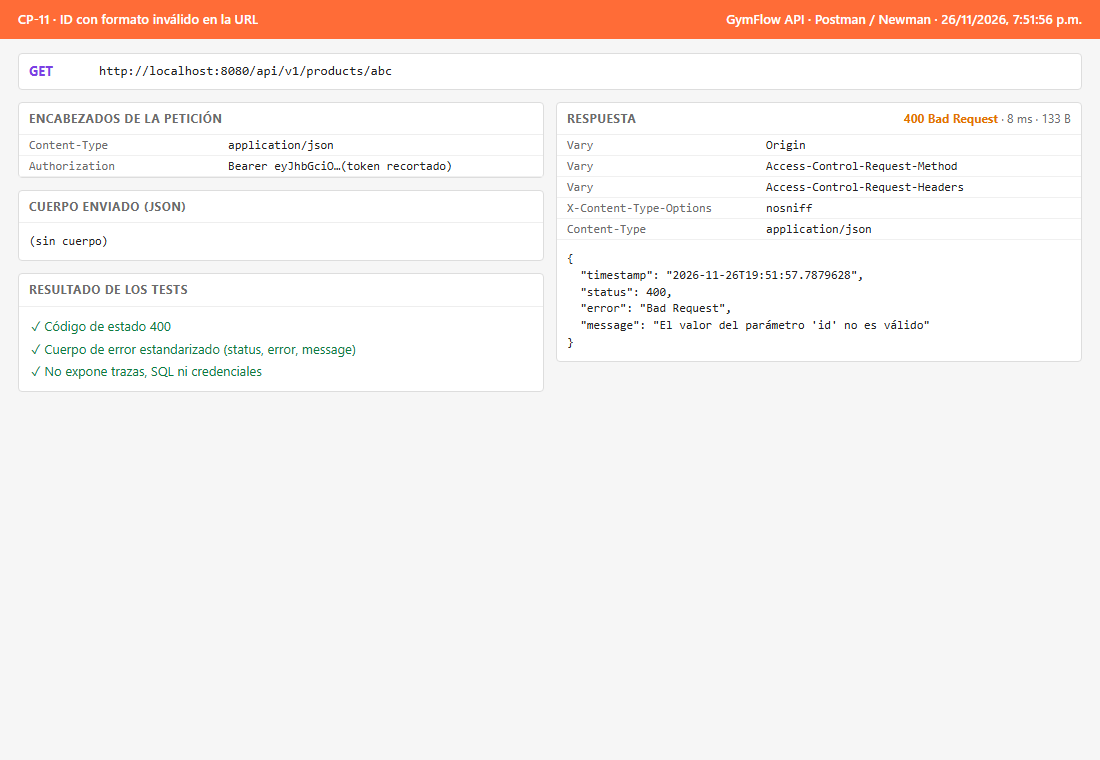 CP-11 · ID con formato inválido en la URL
GymFlow API · Postman / Newman · 26/11/2026, 7:51:56 p.m.
GET http://localhost:8080/api/v1/products/abc
ENCABEZADOS DE LA PETICIÓN
Content-Type application/json
Authorization Bearer eyJhbGciO…(token recortado)
CUERPO ENVIADO (JSON)
(sin cuerpo)
RESULTADO DE LOS TESTS
✓ Código de estado 400
✓ Cuerpo de error estandarizado (status, error, message)
✓ No expone trazas, SQL ni credenciales
RESPUESTA 400 Bad Request · 8 ms · 133 B
Vary Origin
Vary Access-Control-Request-Method
Vary Access-Control-Request-Headers
X-Content-Type-Options nosniff
Content-Type application/json
{
"timestamp": "2026-11-26T19:51:57.7879628",
"status": 400,
"error": "Bad Request",
"message": "El valor del parámetro 'id' no es válido"
}